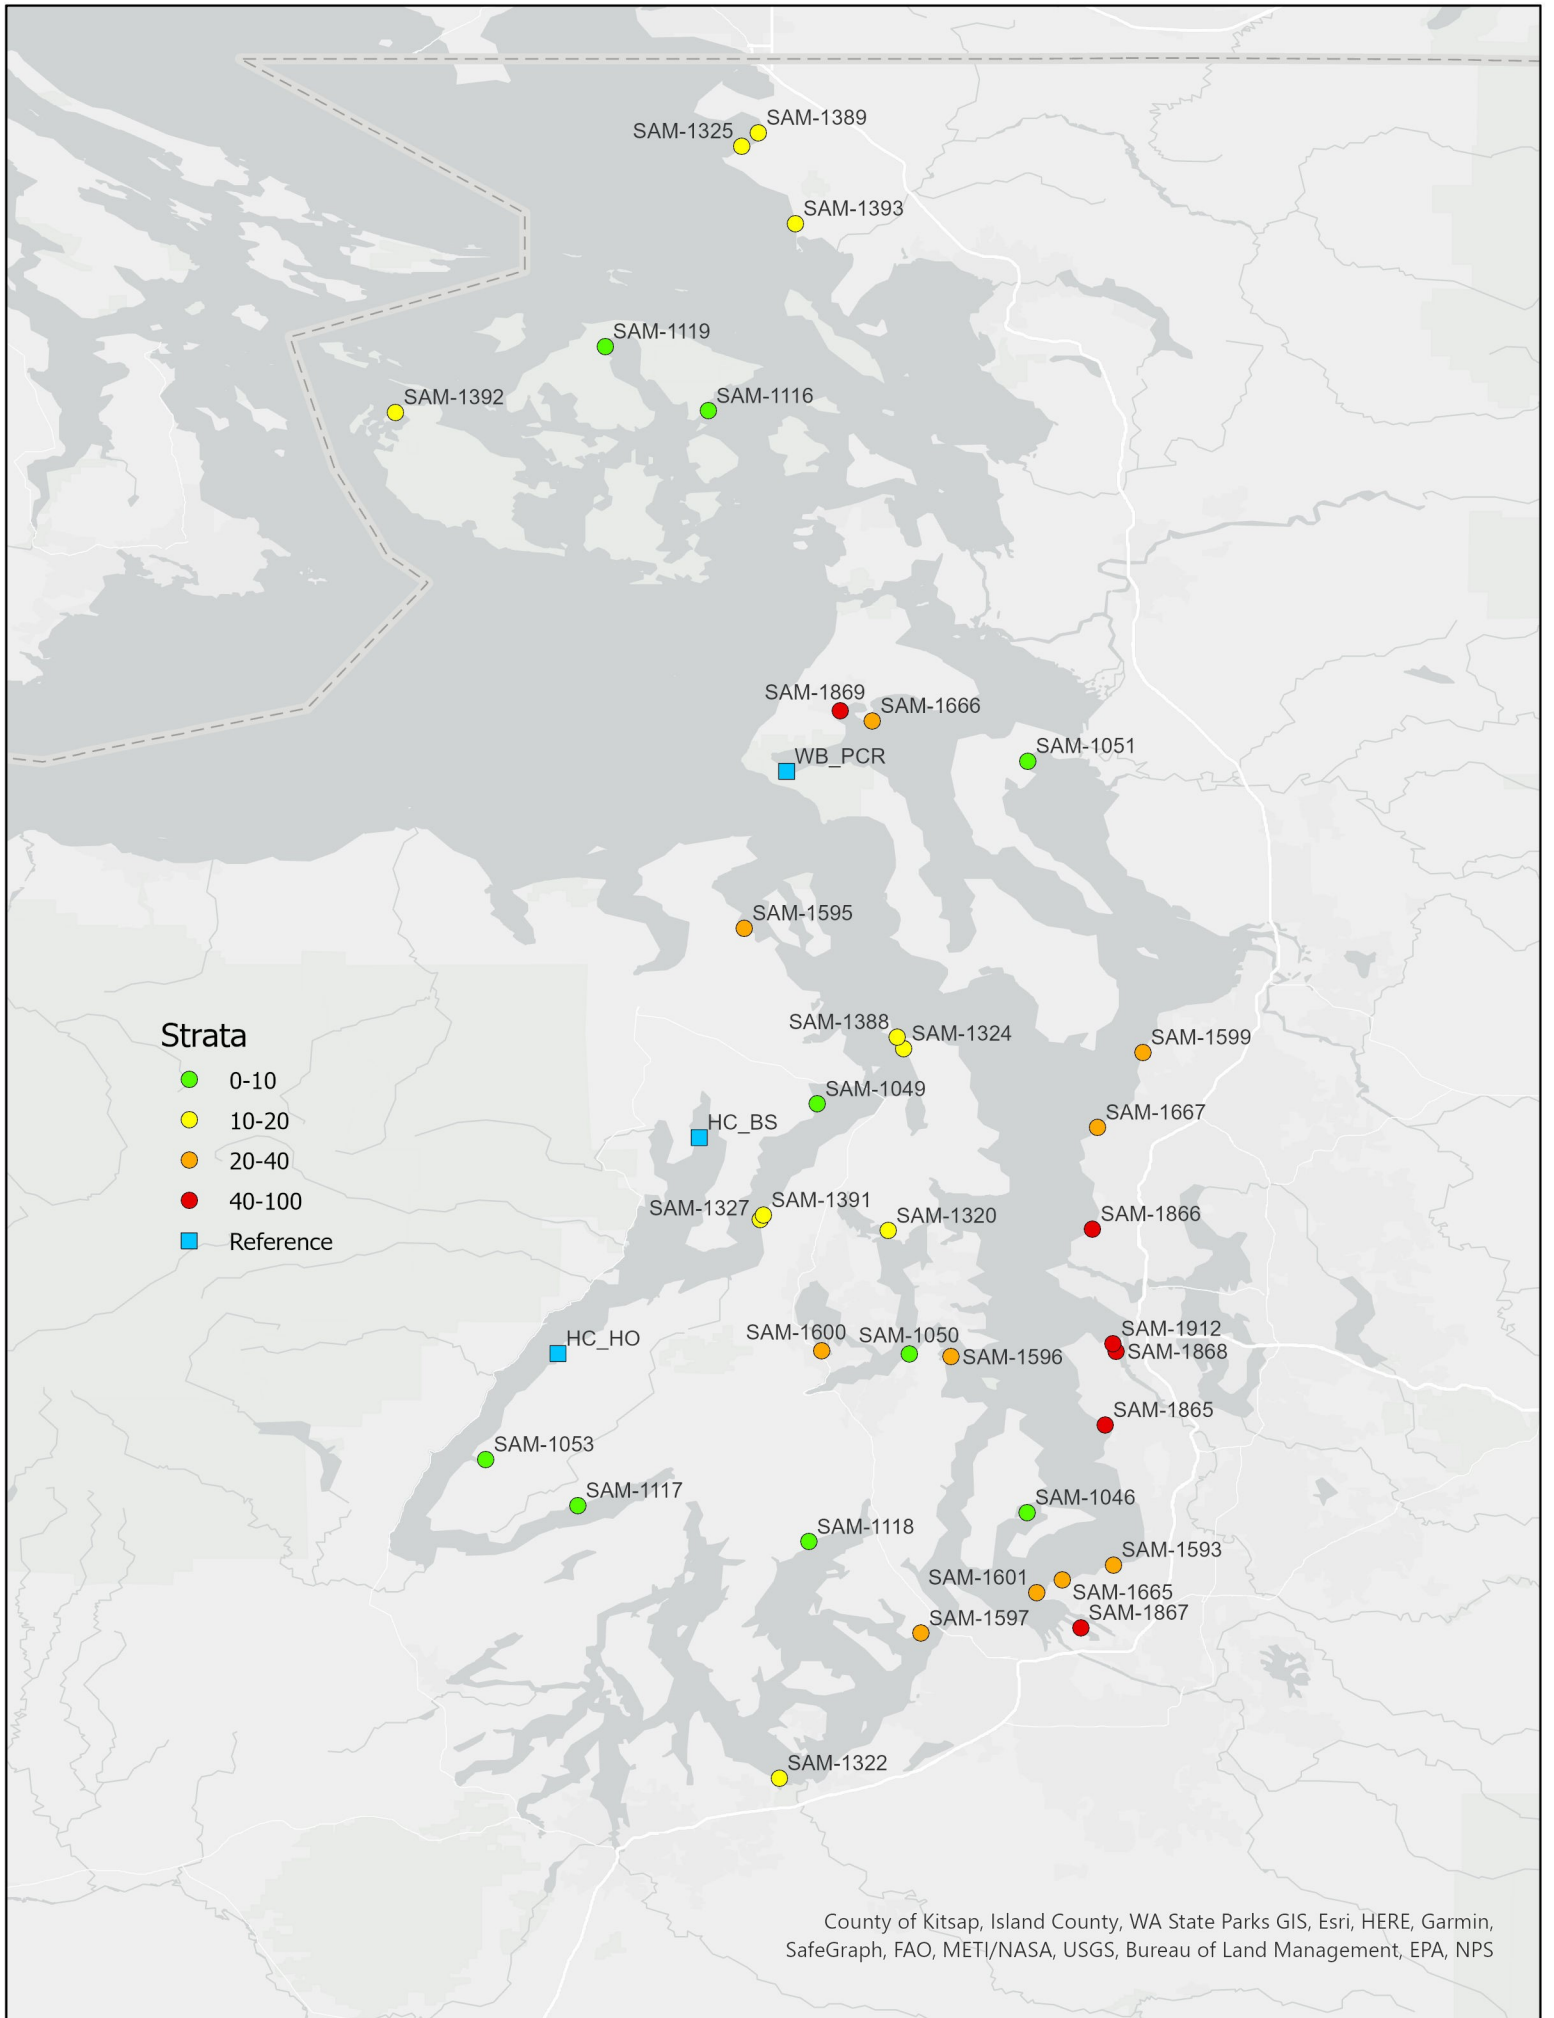 SAM-1389
SAM-1325
SAM-1393
SAM-1119
SAM-1392
SAM-1116
SAM-1869
SAM-1666
SAM-1051
WB_PCR
SAM-1595
SAM-1388
SAM-1324
SAM-1599
SAM-1049
SAM-1667
HC_BS
SAM-1327
SAM-1391
SAM-1320
SAM-1866
Strata
0-10
10-20
20-40
40-100
Reference
HC_HO
SAM-1600
SAM-1050
SAM-1596
SAM-1912
SAM-1868
SAM-1865
SAM-1053
SAM-1117
SAM-1046
SAM-1118
SAM-1593
SAM-1601
SAM-1665
SAM-1597
SAM-1867
SAM-1322
County of Kitsap, Island County, WA State Parks GIS, Esri, HERE, Garmin,
SafeGraph, FAO, METI/NASA, USGS, Bureau of Land Management, EPA, NPS